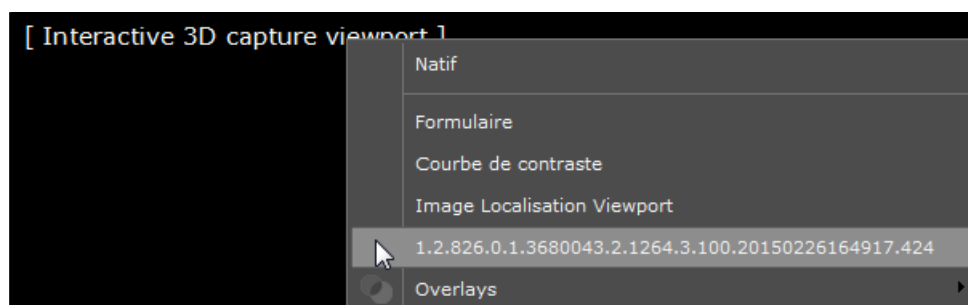 [ Interactive 3D capture viewport ]
Natif
Formulaire
Courbe de contraste
Image Localisation Viewport
1.2.826.0.1.3680043.2.1264.3.100.20150226164917.424
Overlays